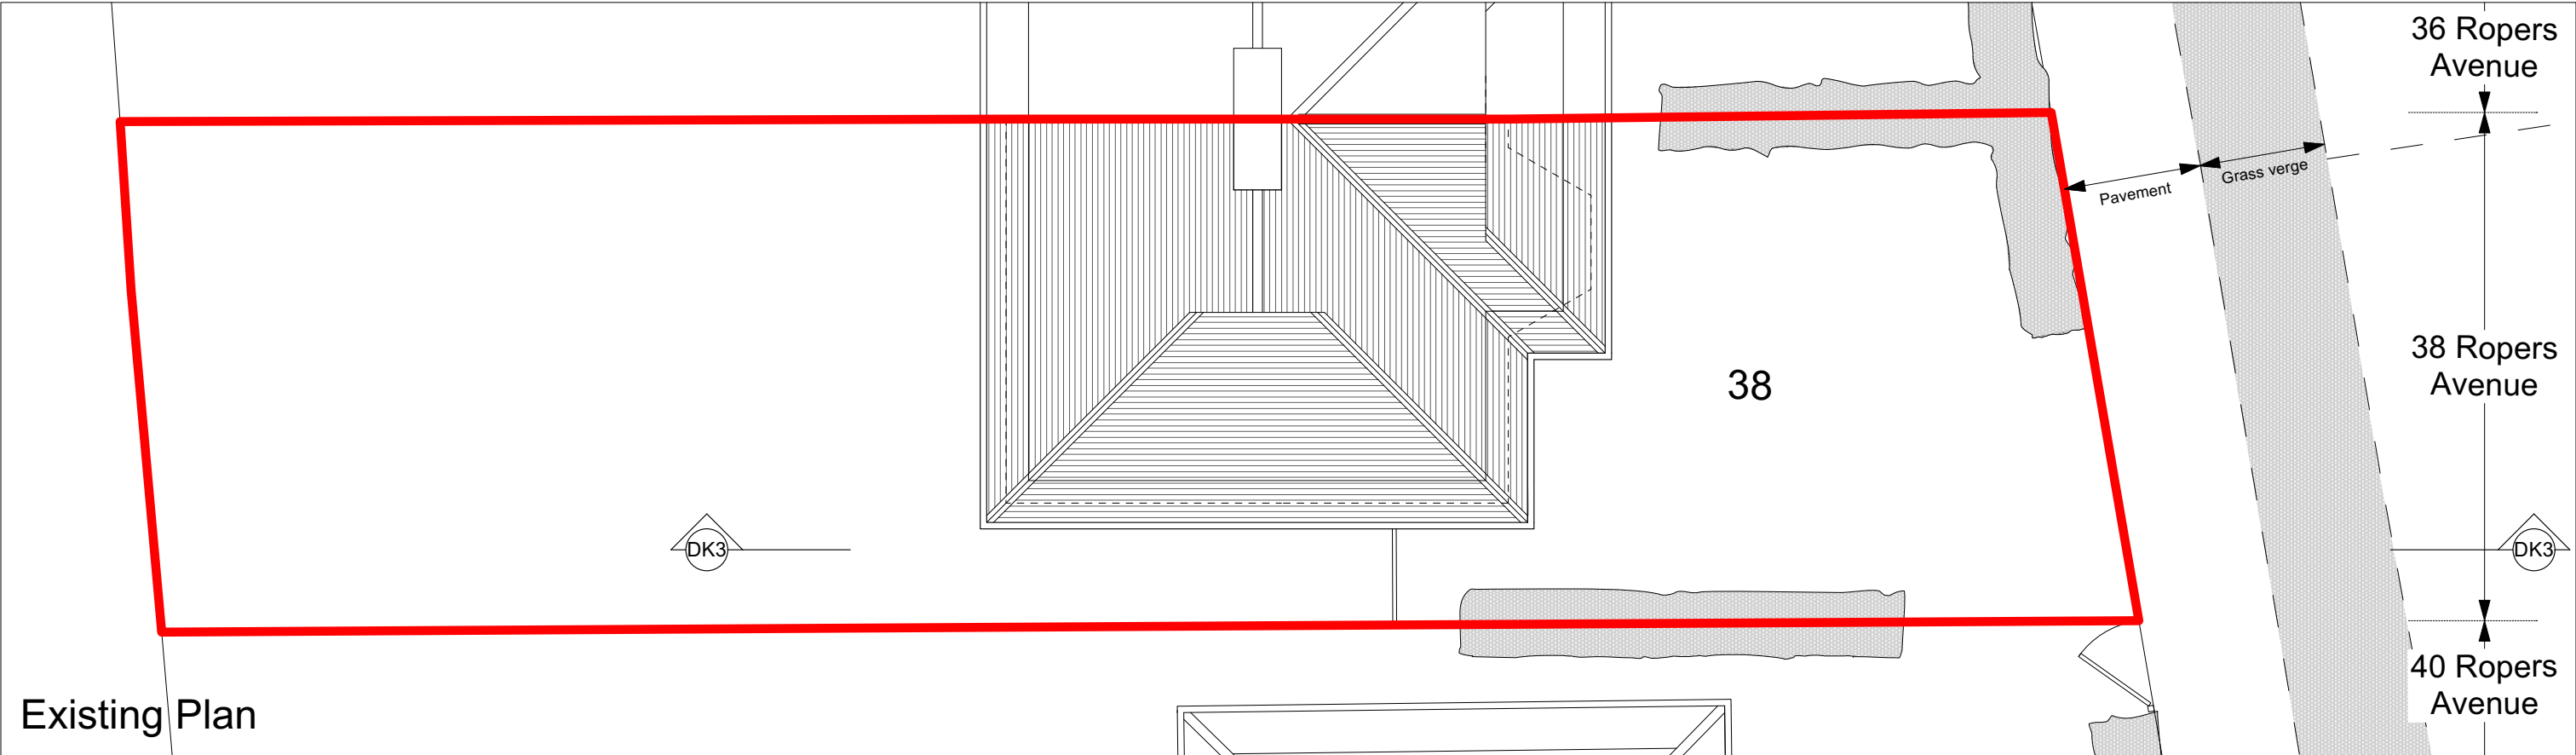 36 Ropers
Avenue
Pavement
Grass verge
38 Ropers
Avenue
38
DK3
DK3
40 Ropers
Avenue
Existing Plan